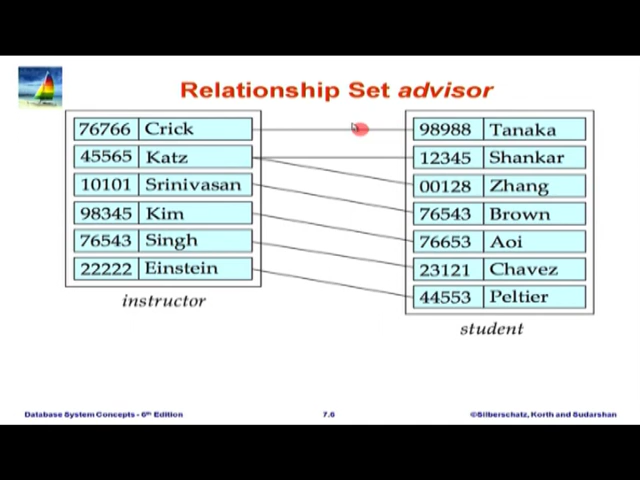 Relationship Set advisor
76766 Crick
45565 Katz
10101 Srinivasan
98345 Kim
76543 Singh
22222 Einstein
instructor
98988 Tanaka
12345 Shankar
00128 Zhang
76543 Brown
76653 Aoi
23121 Chavez
44553 Peltier
student
Database System Concepts - 6th Edition
7.6
©Silberschatz, Korth and Sudarshan